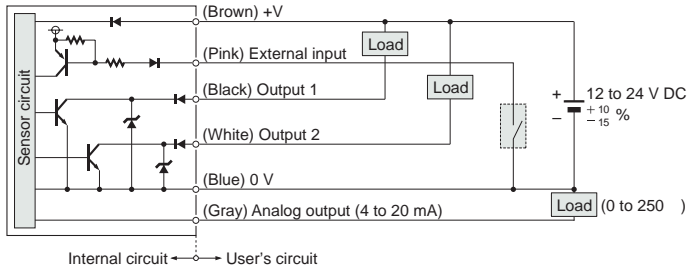 (Brown) +V
Load
(Pink) External input
Load
(Black) Output 1
Sensor circuit
+ 12 to 24 V DC
− + 10 − 15 %
(White) Output 2
(Blue) 0 V
Load (0 to 250 )
(Gray) Analog output (4 to 20 mA)
Internal circuit User's circuit